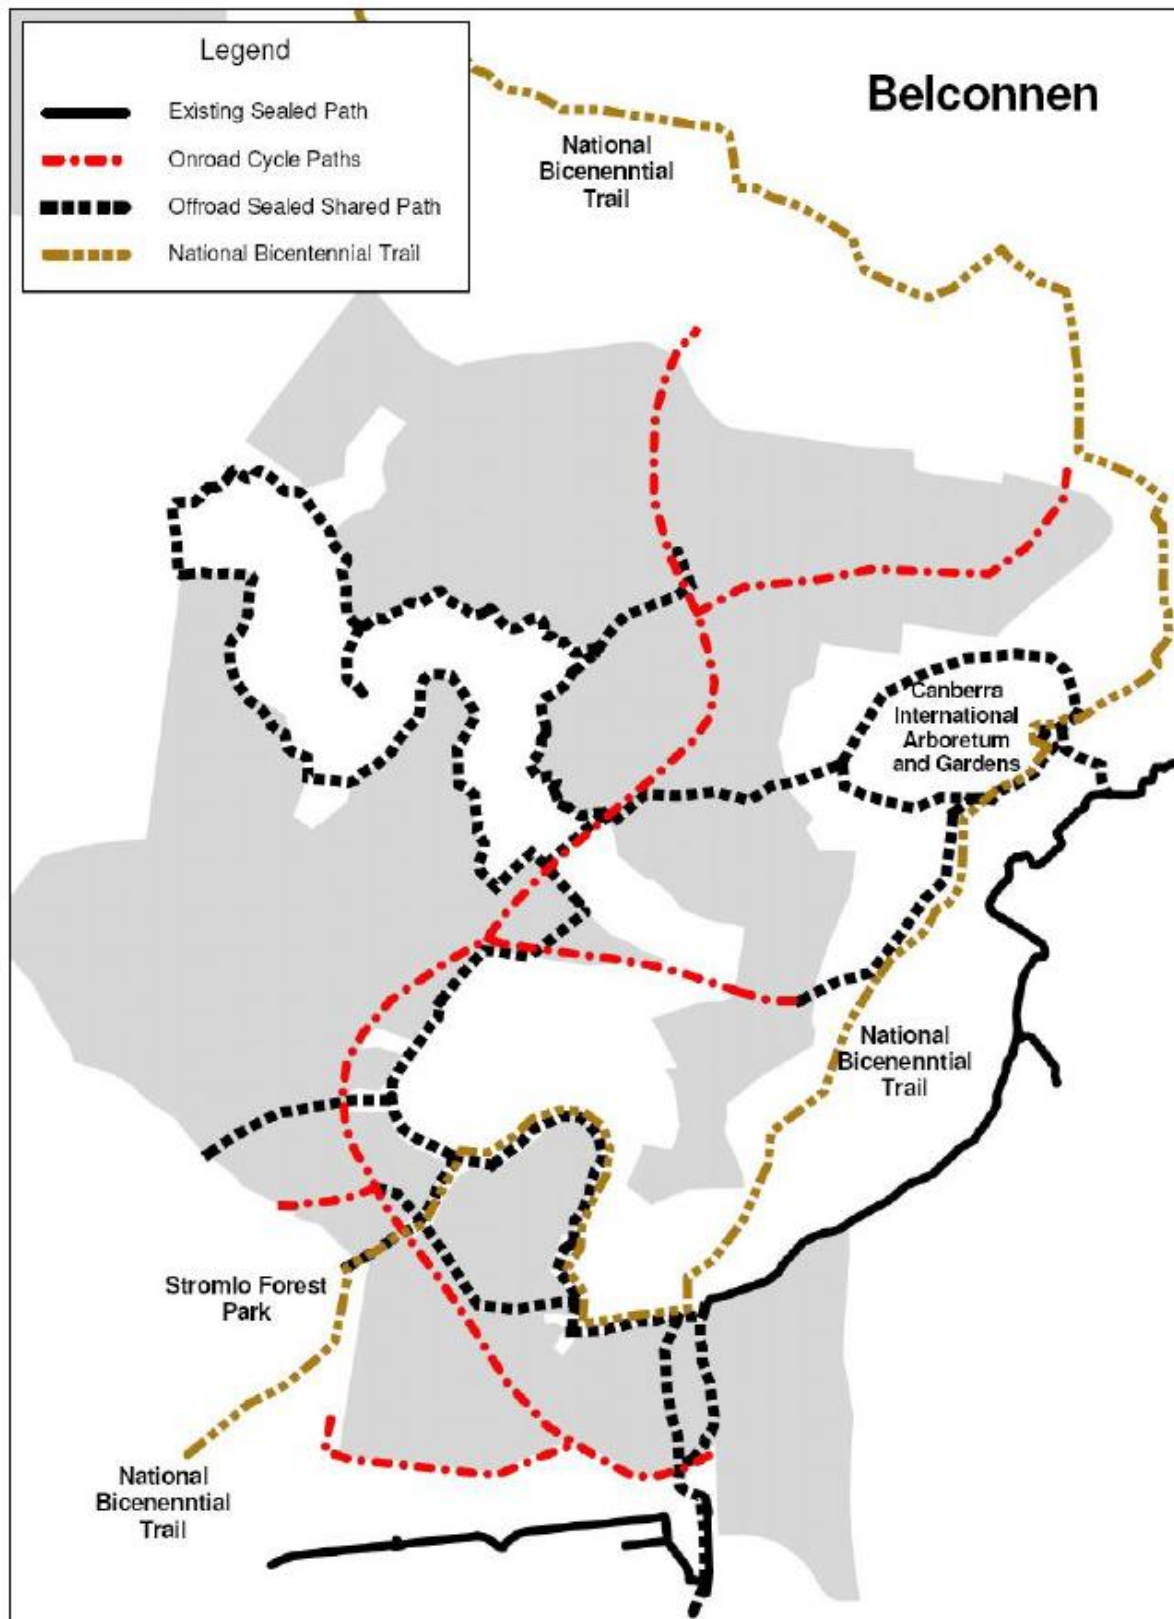 Legend
Existing Sealed Path
Onroad Cycle Paths
Offroad Sealed Shared Path
National Bicentennial Trail
Belconnen
National
Bicenenntial
Trail
Canberra
International
Arboretum
and Gardens
National
Bicenenntial
Trail
Stromlo Forest
Park
National
Bicenenntial
Trail